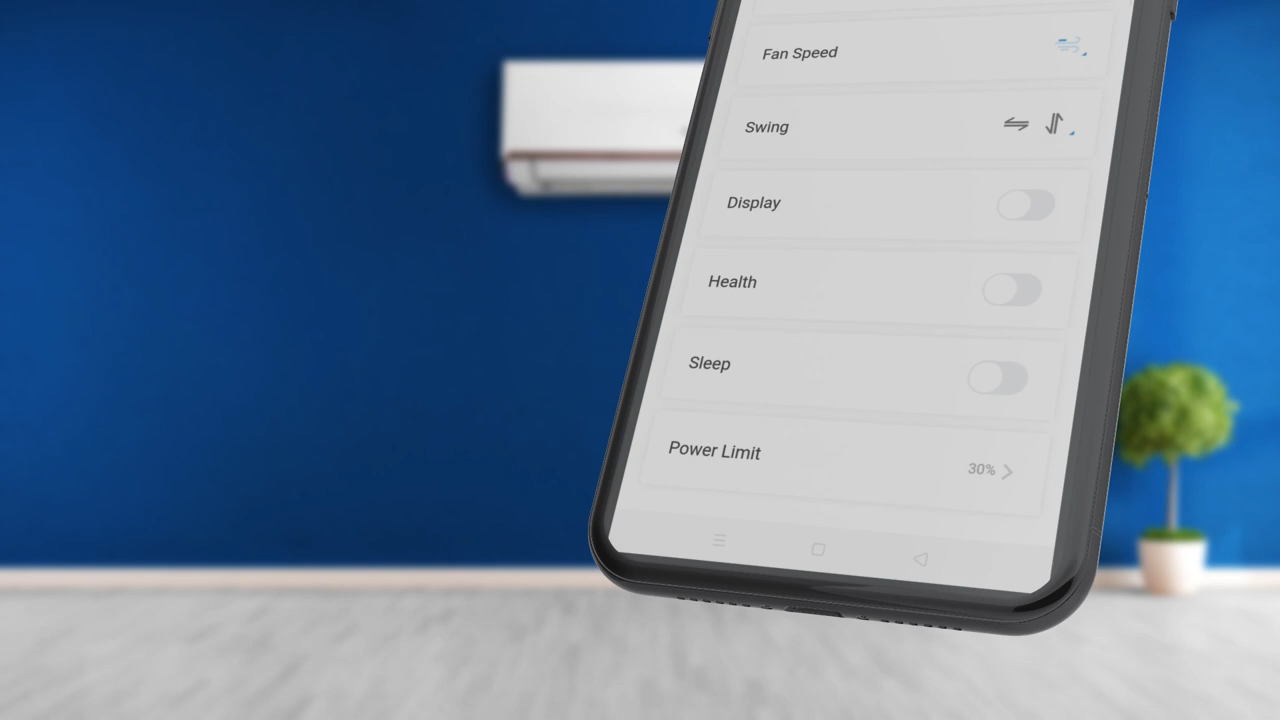 Fan Speed
Swing
Display
Health
Sleep
Power Limit
30%